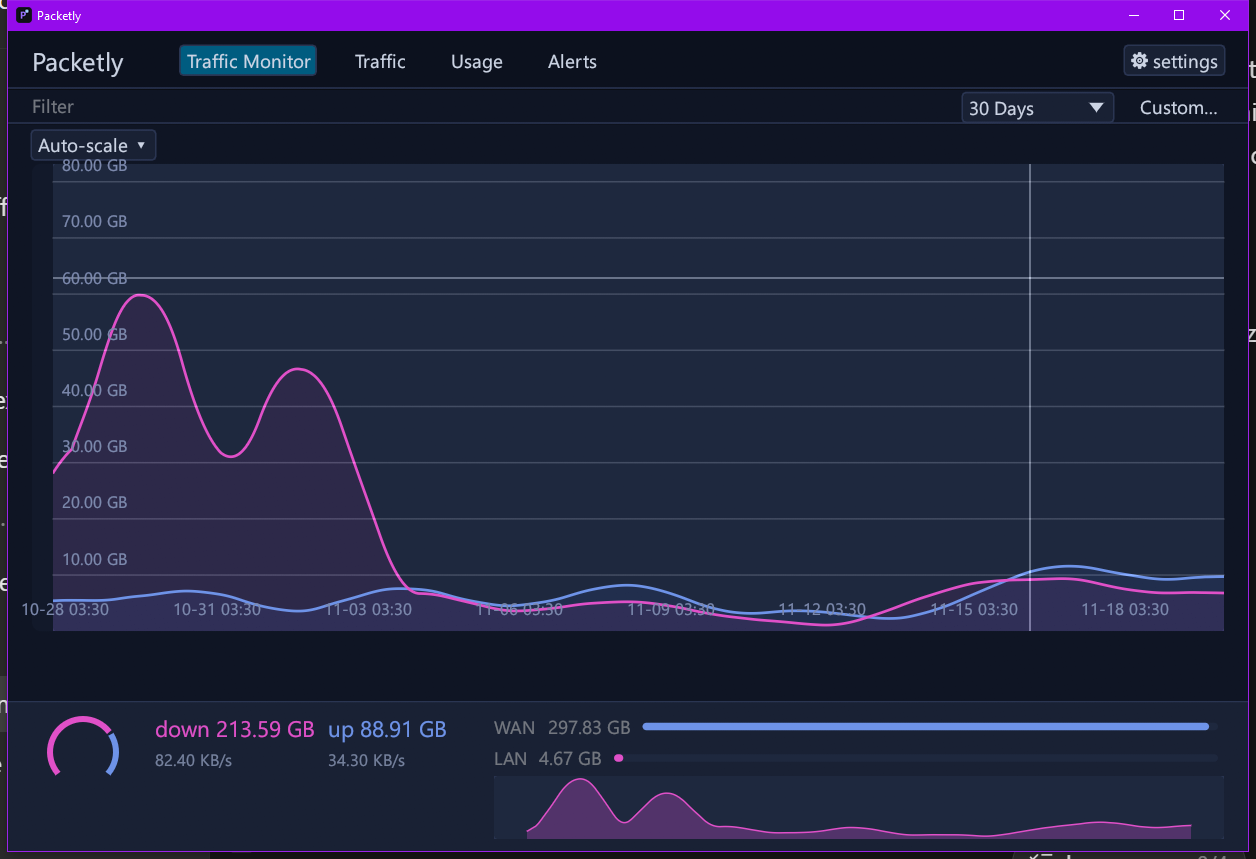 Packetly
Packetly Traffic Monitor Traffic Usage Alerts settings
Filter 30 Days Custom...
Auto-scale
80.00 GB
70.00 GB
60.00 GB
50.00 GB
40.00 GB
30.00 GB
20.00 GB
10.00 GB
10-28 03:30 10-31 03:30 11-03 03:30 11-06 03:30 11-09 03:30 11-12 03:30 11-15 03:30 11-18 03:30
down 213.59 GB up 88.91 GB
82.40 KB/s 34.30 KB/s
WAN 297.83 GB
LAN 4.67 GB